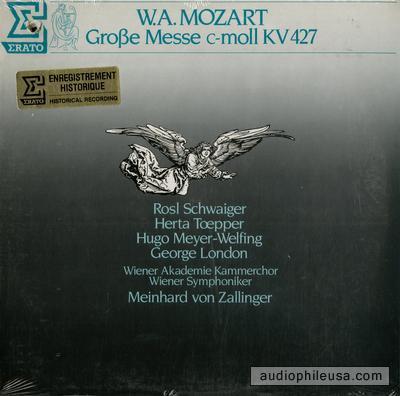 W.A. MOZART
Große Messe c-moll KV 427
ERATO
ENREGISTREMENT
HISTORIQUE
ERATO
HISTORICAL RECORDING
Rosl Schwaiger
Herta Tœpper
Hugo Meyer-Welfing
George London
Wiener Akademie Kammerchor
Wiener Symphoniker
Meinhard von Zallinger
audiophileusa.com